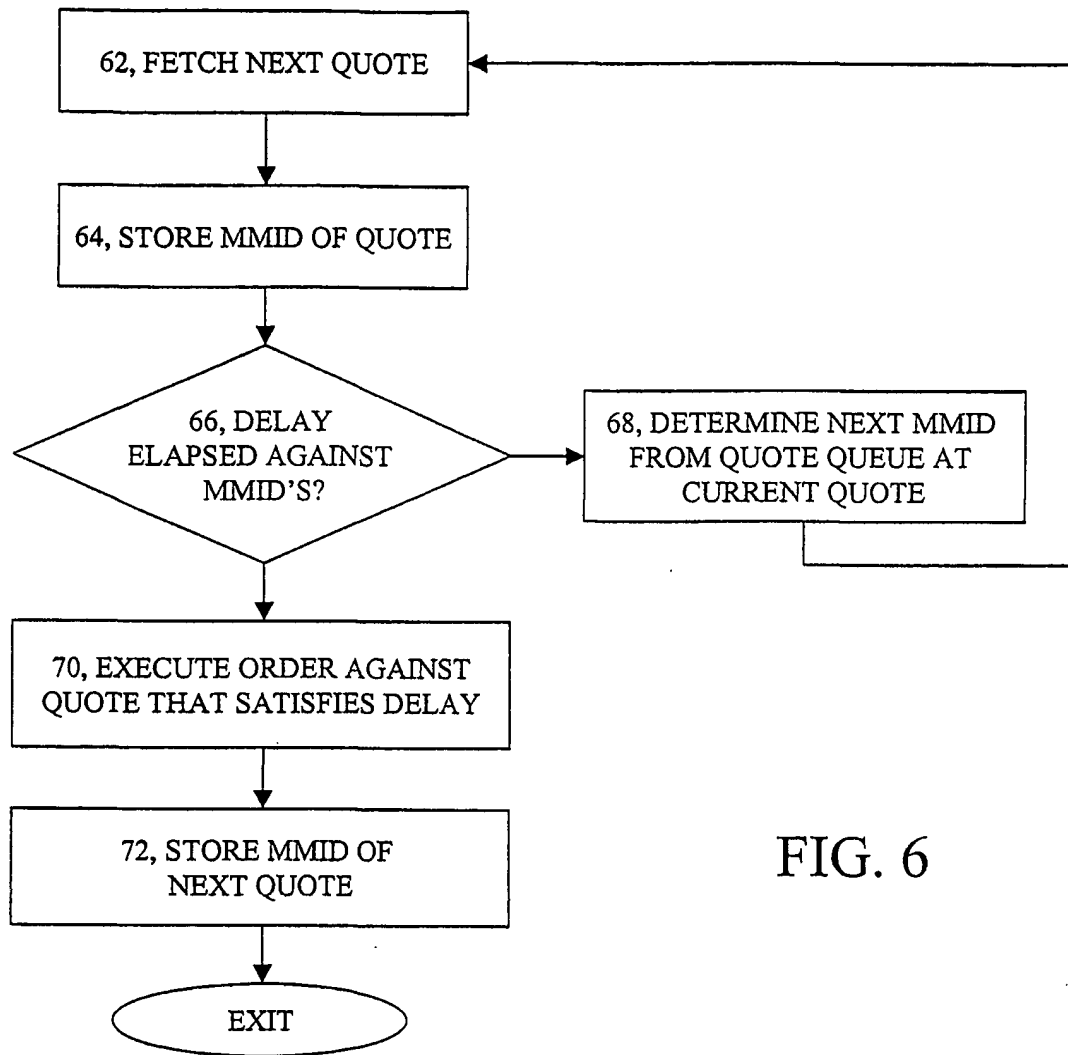 62, FETCH NEXT QUOTE
64, STORE MMID OF QUOTE
66, DELAY
ELAPSED AGAINST
MMID'S?
68, DETERMINE NEXT MMID
FROM QUOTE QUEUE AT
CURRENT QUOTE
70, EXECUTE ORDER AGAINST
QUOTE THAT SATISFIES DELAY
72, STORE MMID OF
NEXT QUOTE
EXIT
FIG. 6